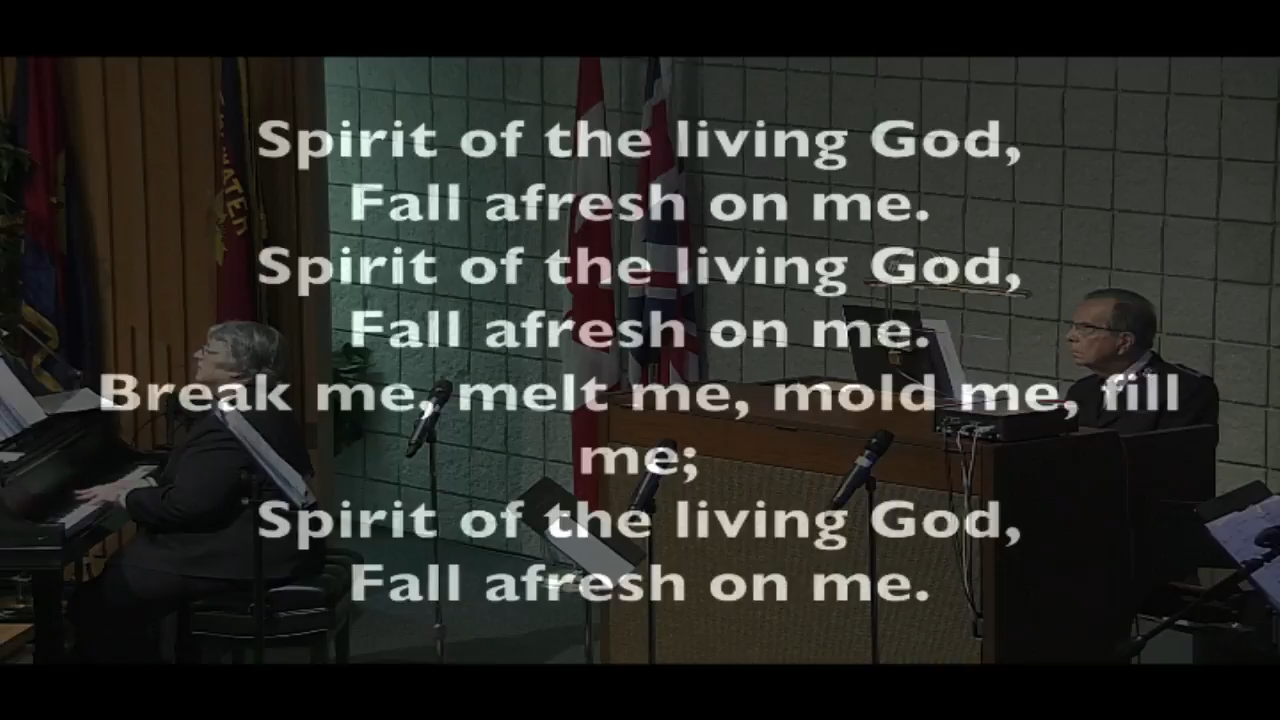 Spirit of the living God,
Fall afresh on me.
Spirit of the living God,
Fall afresh on me.
Break me, melt me, mold me, fill
me;
Spirit of the living God,
Fall afresh on me.